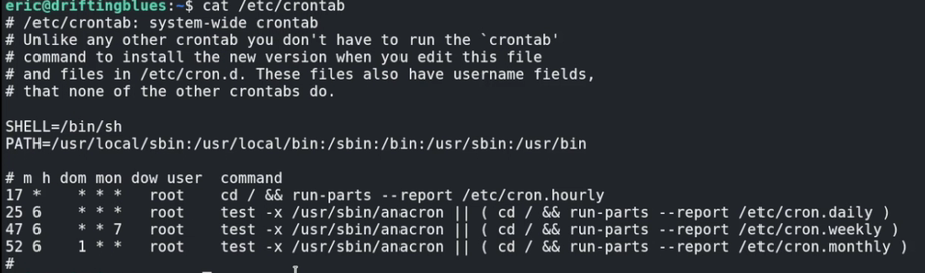 eric@driftingblues:~$ cat /etc/crontab
# /etc/crontab: system-wide crontab
# Unlike any other crontab you don't have to run the `crontab'
# command to install the new version when you edit this file
# and files in /etc/cron.d. These files also have username fields,
# that none of the other crontabs do.

SHELL=/bin/sh
PATH=/usr/local/sbin:/usr/local/bin:/sbin:/bin:/usr/sbin:/usr/bin

# m h dom mon dow user  command
17 *    * * *   root    cd / && run-parts --report /etc/cron.hourly
25 6    * * *   root    test -x /usr/sbin/anacron || ( cd / && run-parts --report /etc/cron.daily )
47 6    * * 7   root    test -x /usr/sbin/anacron || ( cd / && run-parts --report /etc/cron.weekly )
52 6    1 * *   root    test -x /usr/sbin/anacron || ( cd / && run-parts --report /etc/cron.monthly )
#